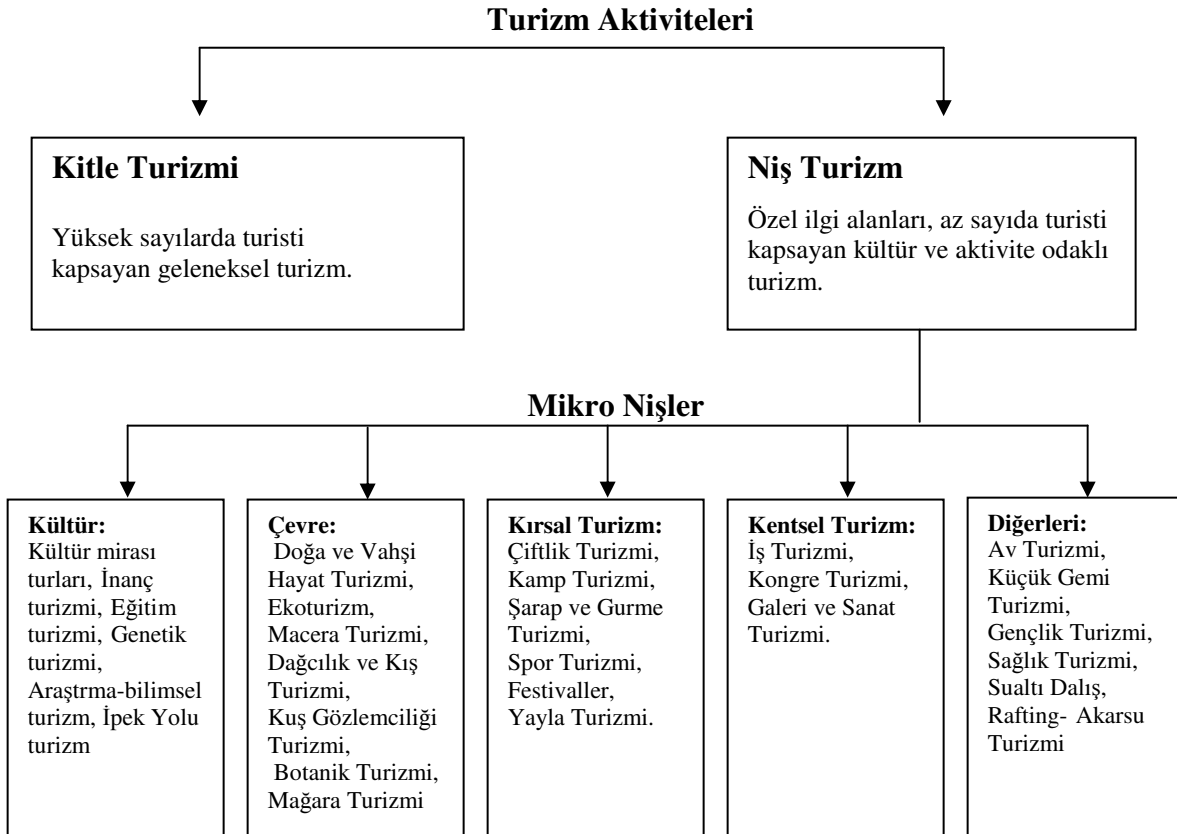 Turizm Aktiviteleri
Kitle Turizmi
Yüksek sayılarda turisti
kapsayan geleneksel turizm.
Niş Turizm
Özel ilgi alanları, az sayıda turisti
kapsayan kültür ve aktivite odaklı
turizm.
Mikro Nişler
Kültür:
Kültür mirası
turları, İnanç
turizmi, Eğitim
turizmi, Genetik
turizmi,
Araştrma-bilimsel
turizm, İpek Yolu
turizm
Çevre:
Doğa ve Vahşi
Hayat Turizmi,
Ekoturizm,
Macera Turizmi,
Dağcılık ve Kış
Turizmi,
Kuş Gözlemciliği
Turizmi,
Botanik Turizmi,
Mağara Turizmi
Kırsal Turizm:
Çiftlik Turizmi,
Kamp Turizmi,
Şarap ve Gurme
Turizmi,
Spor Turizmi,
Festivaller,
Yayla Turizmi.
Kentsel Turizm:
İş Turizmi,
Kongre Turizmi,
Galeri ve Sanat
Turizmi.
Diğerleri:
Av Turizmi,
Küçük Gemi
Turizmi,
Gençlik Turizmi,
Sağlık Turizmi,
Sualtı Dalış,
Rafting- Akarsu
Turizmi